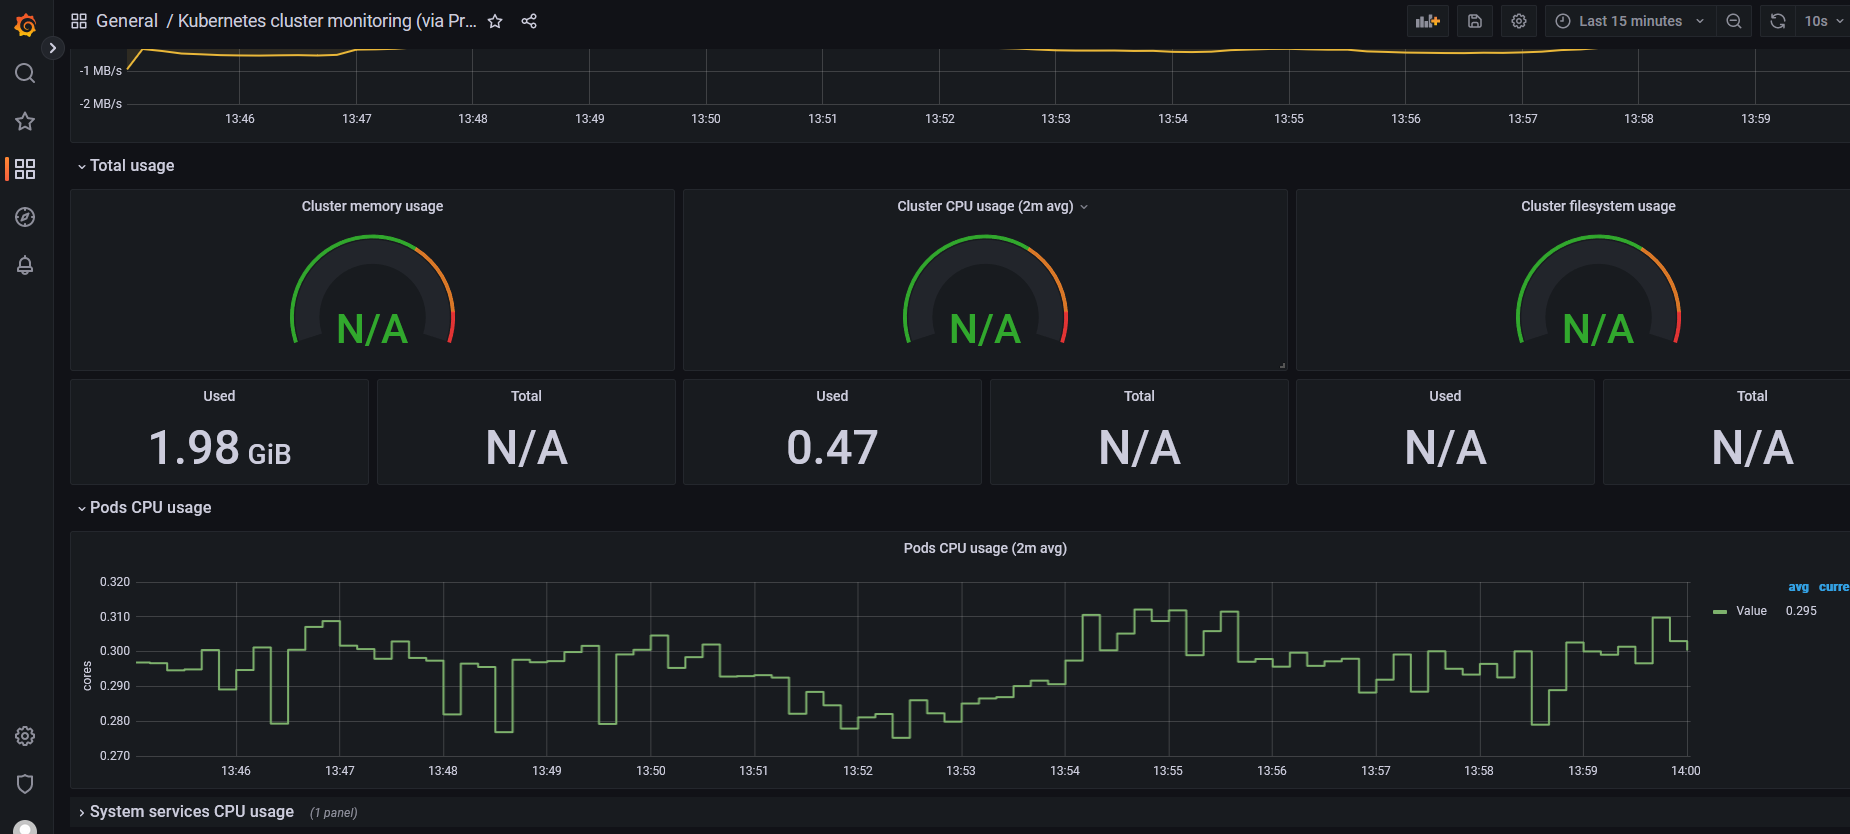 General / Kubernetes cluster monitoring (via Pr...
Last 15 minutes
10s
-1 MB/s
-2 MB/s
13:46 13:47 13:48 13:49 13:50 13:51 13:52 13:53 13:54 13:55 13:56 13:57 13:58 13:59
Total usage
Cluster memory usage
N/A
Cluster CPU usage (2m avg)
N/A
Cluster filesystem usage
N/A
Used
1.98 GiB
Total
N/A
Used
0.47
Total
N/A
Used
N/A
Total
N/A
Pods CPU usage
Pods CPU usage (2m avg)
cores
0.320
0.310
0.300
0.290
0.280
0.270
13:46 13:47 13:48 13:49 13:50 13:51 13:52 13:53 13:54 13:55 13:56 13:57 13:58 13:59 14:00
avg curre
Value 0.295
System services CPU usage (1 panel)